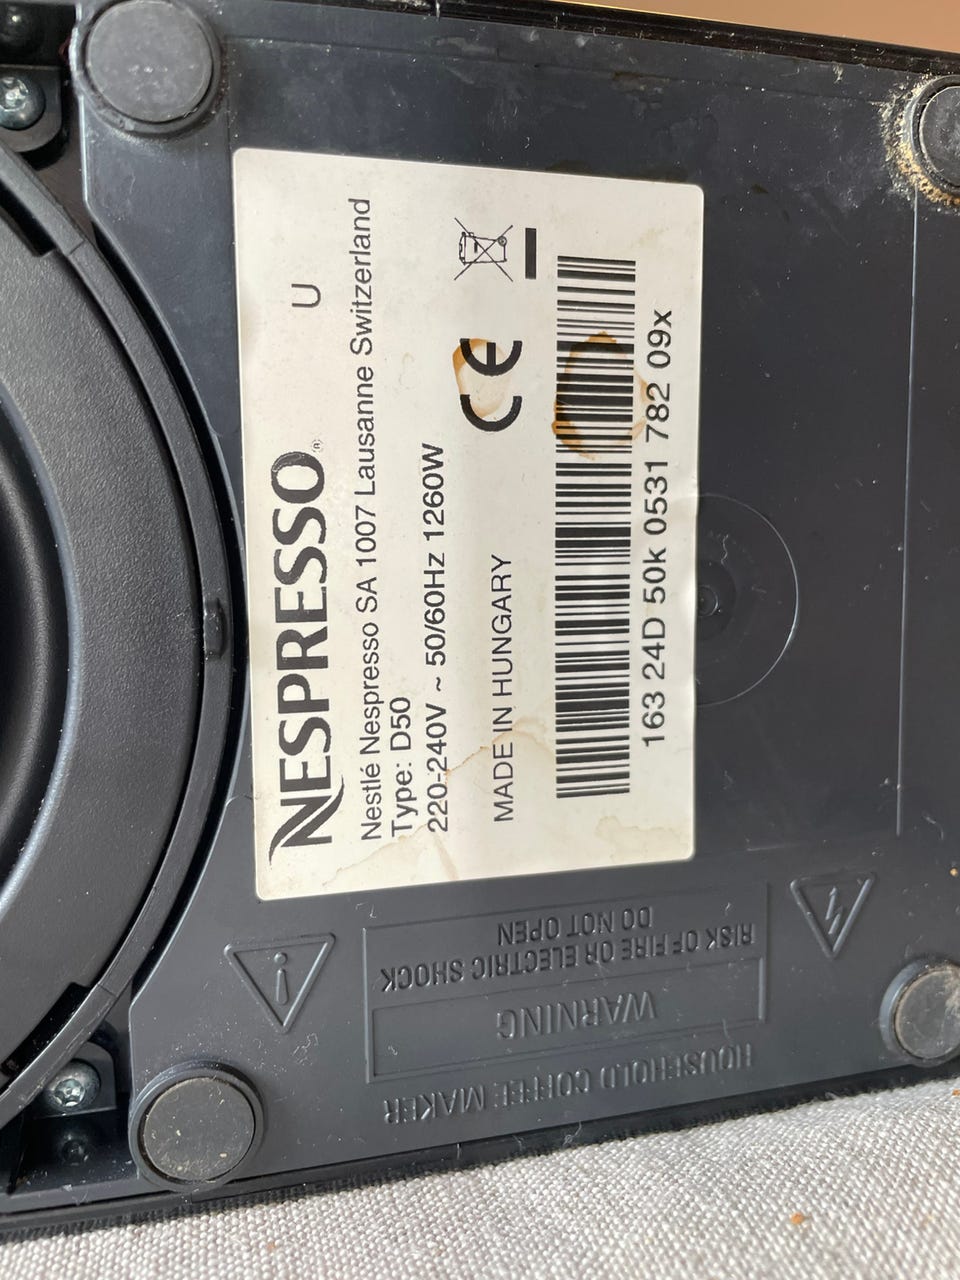 NESPRESSO® U
Nestlé Nespresso SA 1007 Lausanne Switzerland
Type: D50
220-240V ~ 50/60Hz 1260W
MADE IN HUNGARY
CE
163 24D 50k 0531 782 09x
HOUSEHOLD COFFEE MAKER
WARNING
RISK OF FIRE OR ELECTRIC SHOCK
DO NOT OPEN